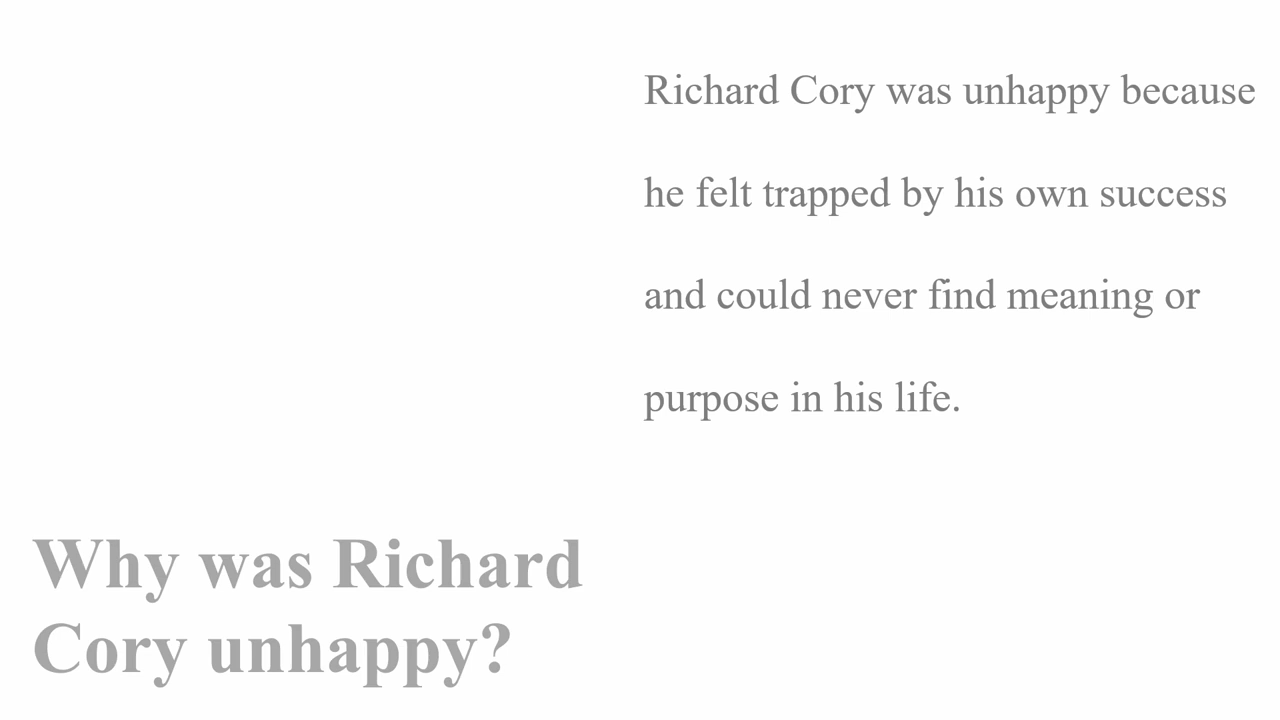 Richard Cory was unhappy because
he felt trapped by his own success
and could never find meaning or
purpose in his life.
Why was Richard
Cory unhappy?